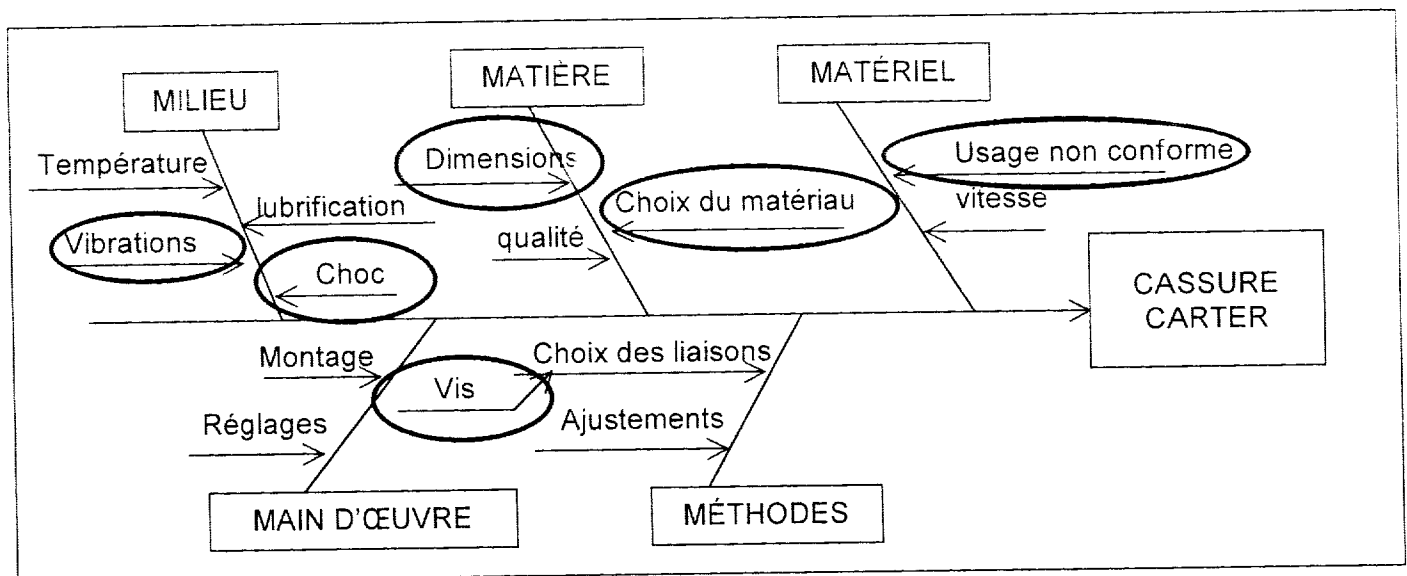 MILIEU
MATIÈRE
MATÉRIEL
Température
lubrification
Vibrations
Choc
Dimensions
Choix du matériau
qualité
Usage non conforme
vitesse
CASSURE
CARTER
Montage
Vis
Choix des liaisons
Réglages
Ajustements
MAIN D'ŒUVRE
MÉTHODES